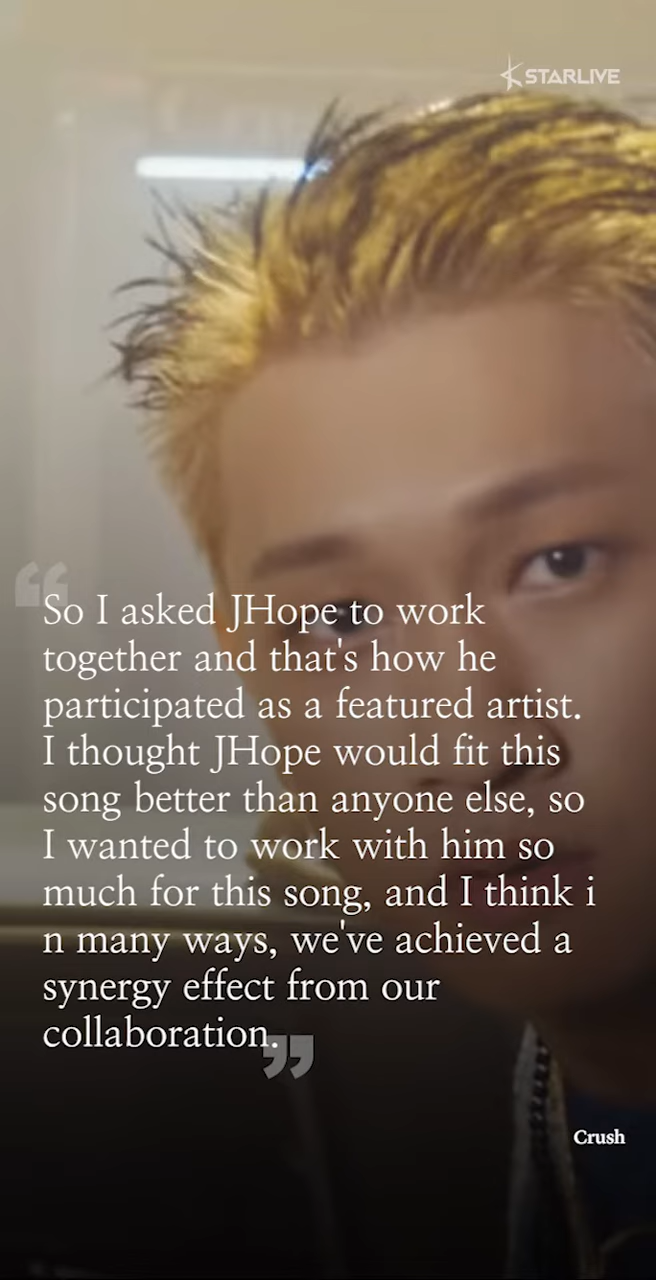 STARLIVE
“
So I asked JHope to work
together and that's how he
participated as a featured artist.
I thought JHope would fit this
song better than anyone else, so
I wanted to work with him so
much for this song, and I think i
n many ways, we've achieved a
synergy effect from our
collaboration.
”
Crush